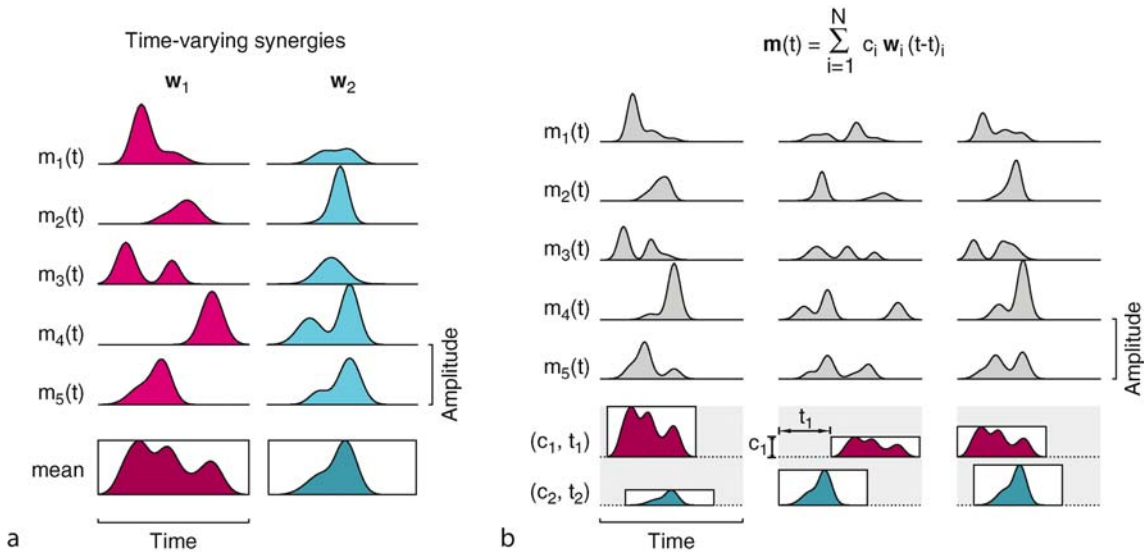 Time-varying synergies
w₁ w₂
m₁(t)
m₂(t)
m₃(t)
m₄(t)
m₅(t)
Amplitude
mean
Time
a
m(t) = N∑i=1 cᵢ wᵢ (t-t)ᵢ
m₁(t)
m₂(t)
m₃(t)
m₄(t)
m₅(t)
Amplitude
(c₁, t₁)
t₁
c₁
(c₂, t₂)
Time
b